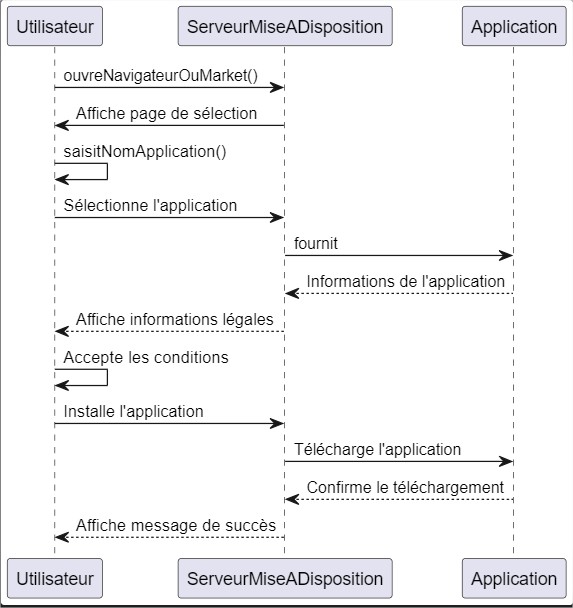 Utilisateur
ServeurMiseADisposition
Application
ouvreNavigateurOuMarket()
Affiche page de sélection
saisitNomApplication()
Sélectionne l'application
fournit
Informations de l'application
Affiche informations légales
Accepte les conditions
Installe l'application
Télécharge l'application
Confirme le téléchargement
Affiche message de succès
Utilisateur
ServeurMiseADisposition
Application